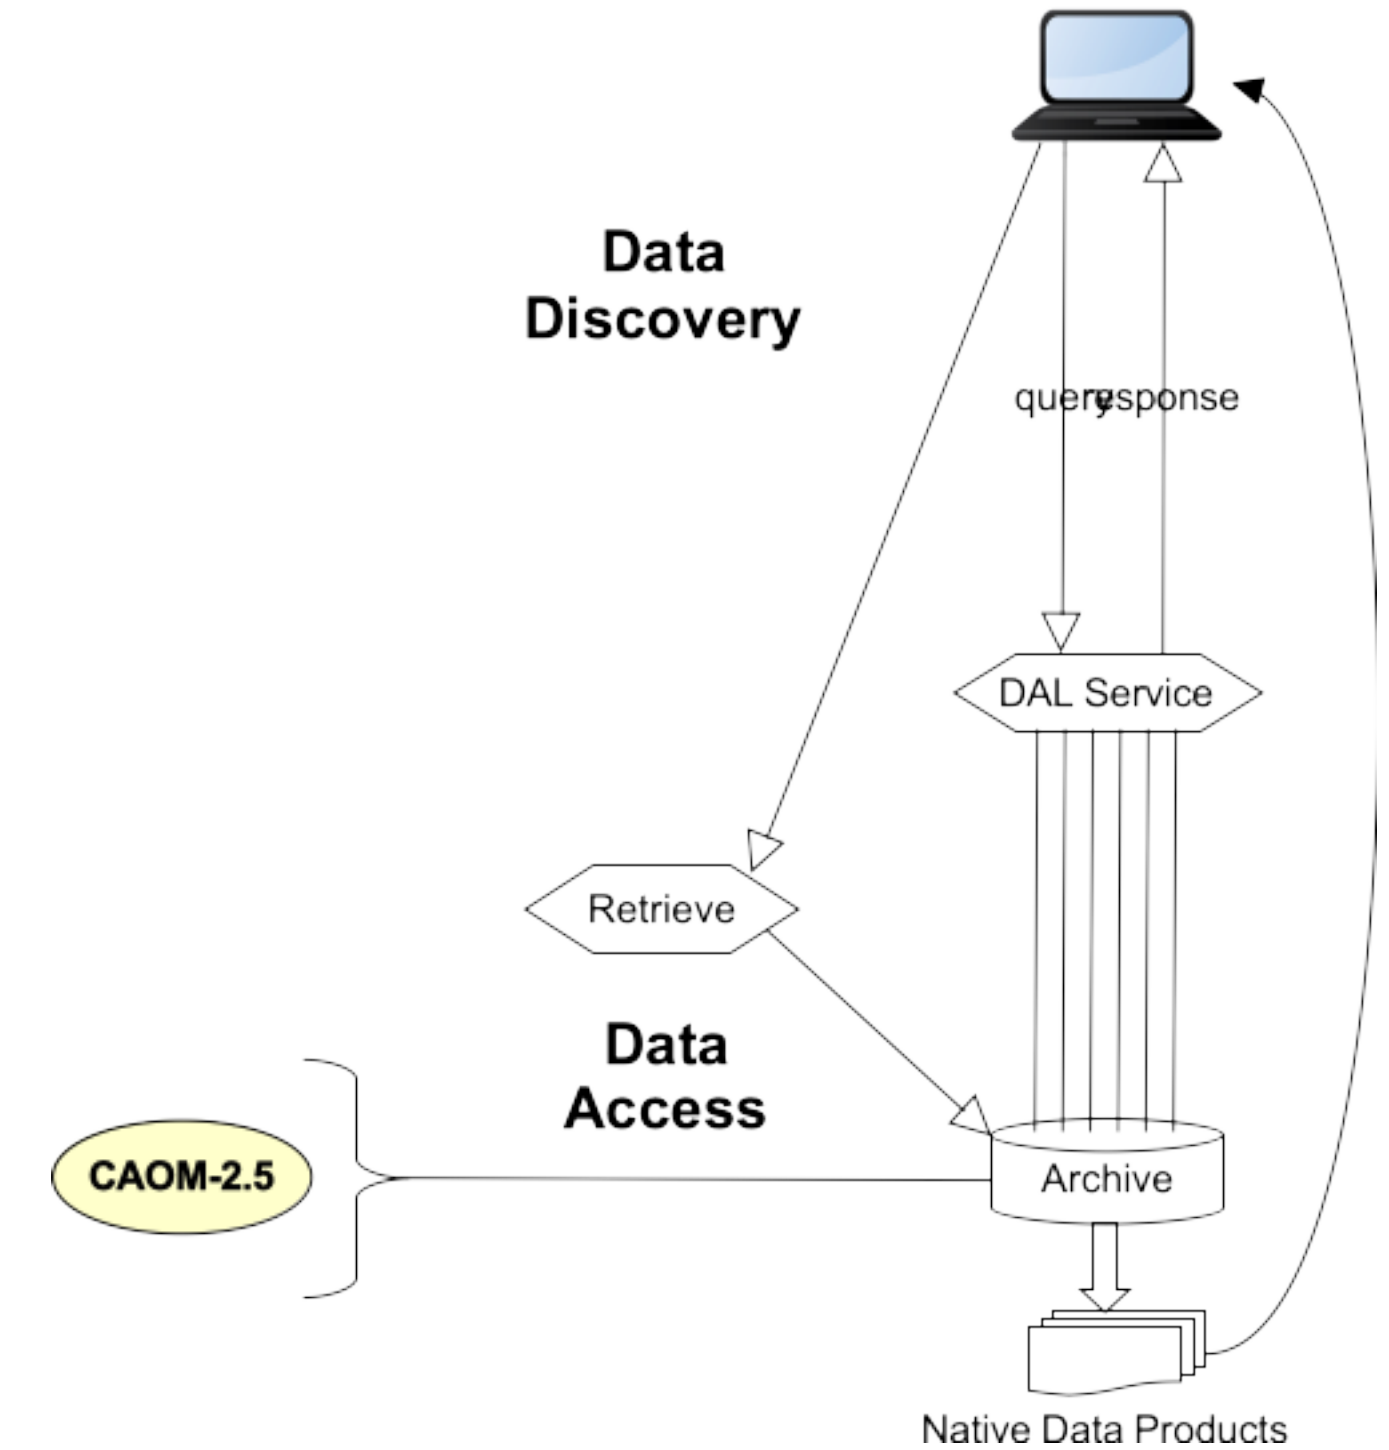 Data
Discovery
query
response
DAL Service
Retrieve
Data
Access
CAOM-2.5
Archive
Native Data Products